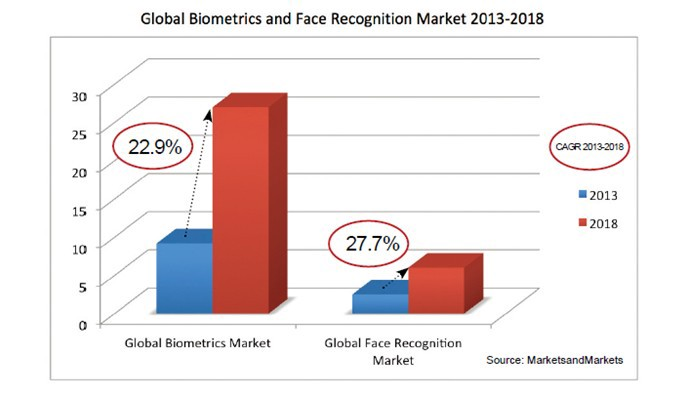 Global Biometrics and Face Recognition Market 2013-2018
30
25
20
15
10
5
0
22.9%
27.7%
CAGR 2013-2018
2013
2018
Global Biometrics Market
Global Face Recognition
Market
Source: MarketsandMarkets